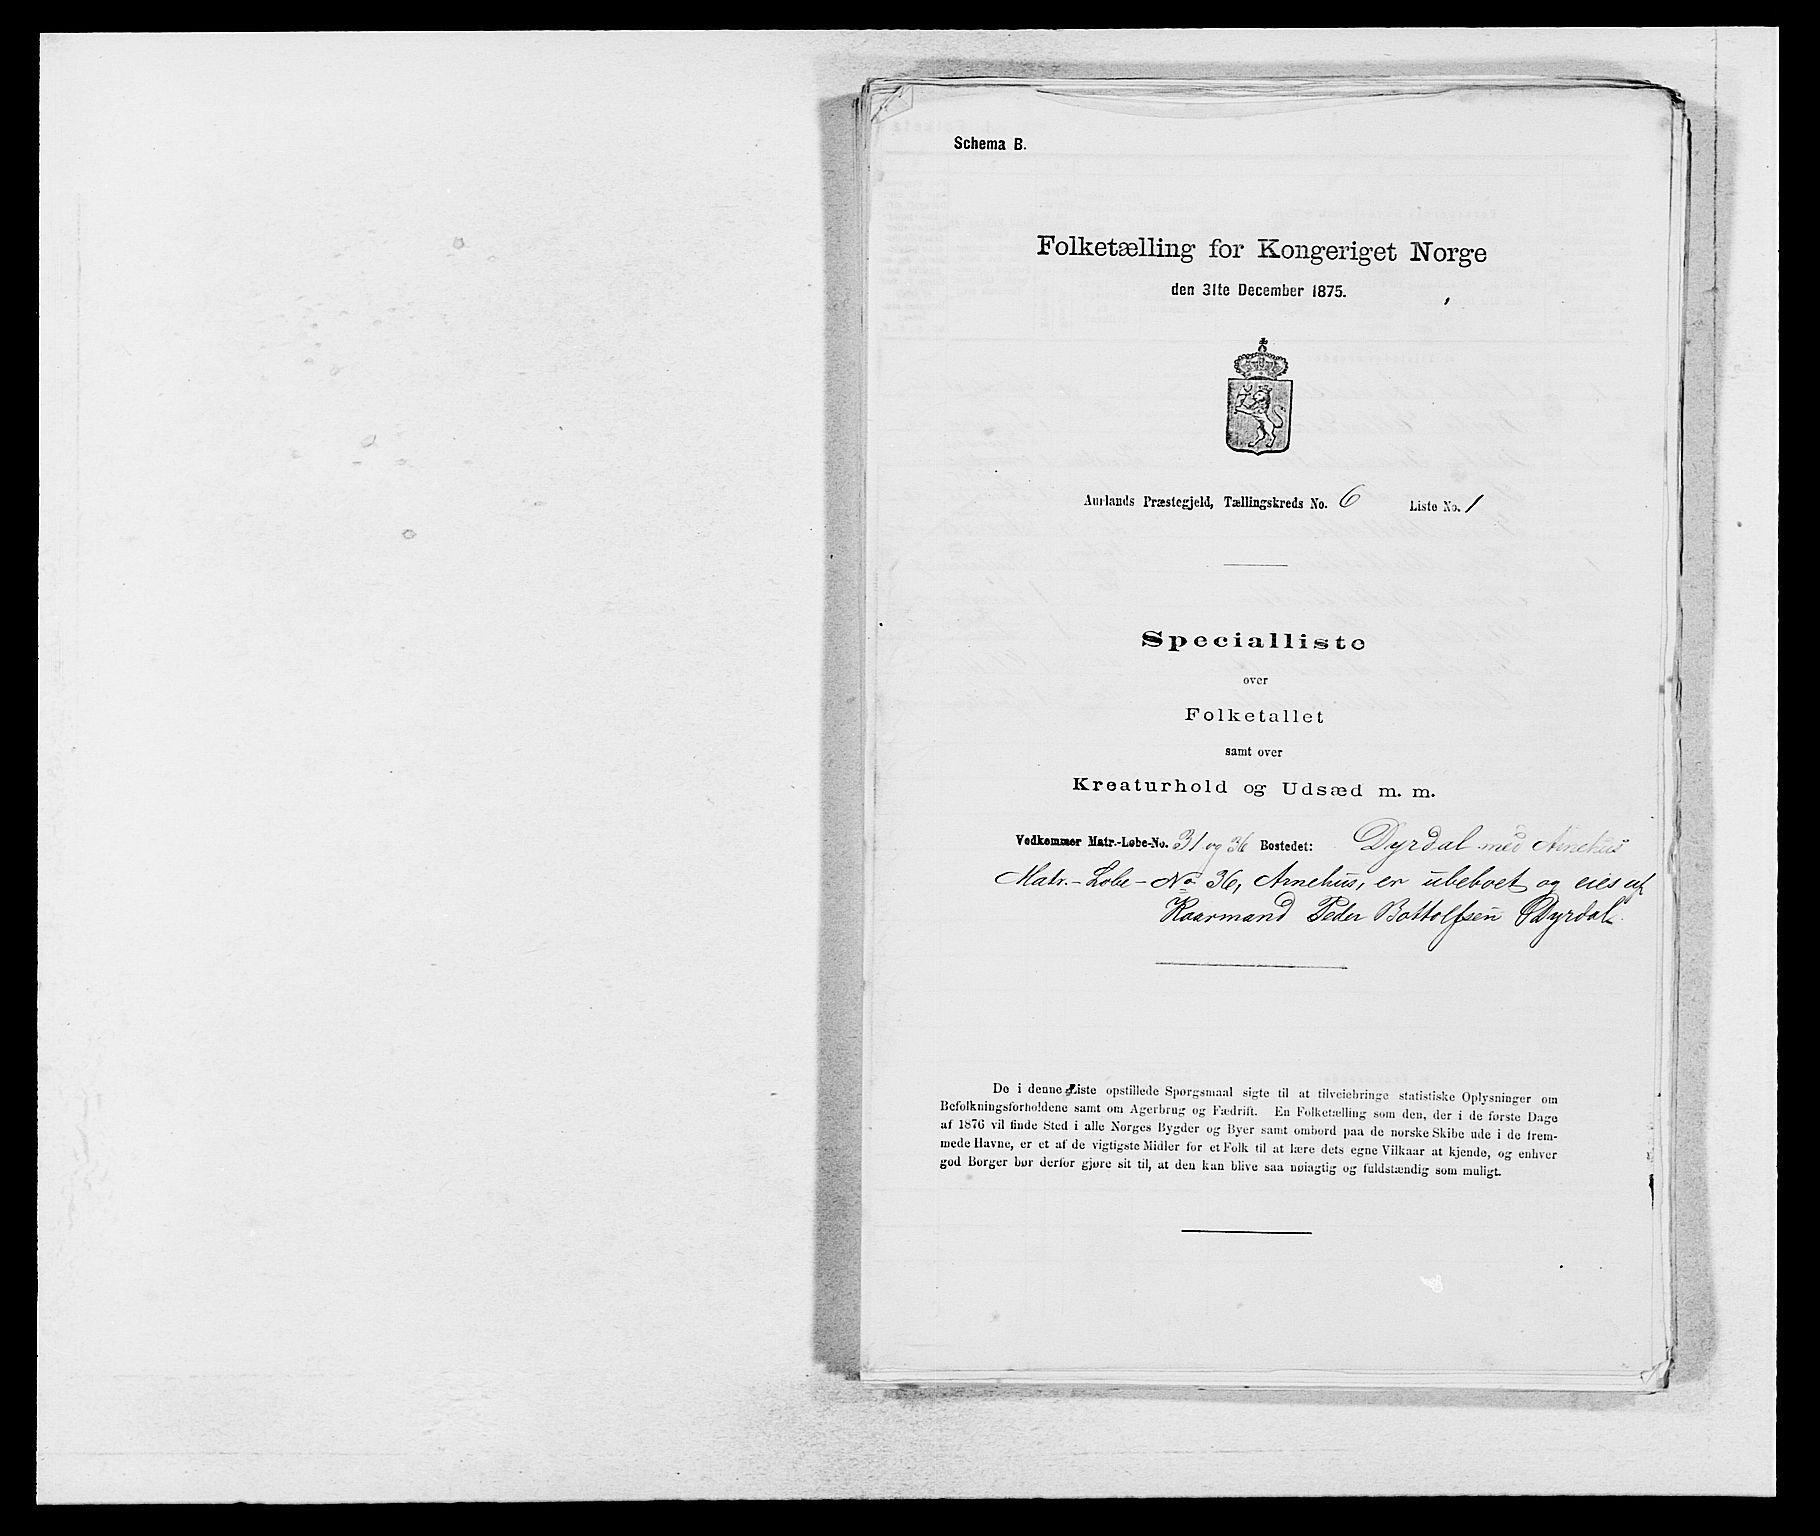 Schema B.
Folketælling for Kongeriget Norge
den 31te December 1875.
Aurlands Præstegjeld, Tællingskreds No. 6 Liste No. 1
Specialliste
over
Folketallet
samt over
Kreaturhold og Udsæd m. m.
Vedkommer Matr.-Løbe-No. 31 og 36 Bostedet: Dyrdal med Arnehus
Matr.-Lobe-No 36, Arnehus, er ubeboet og eies af
Kaarmand Peder Bottolfsen Dyrdal.
De i denne Liste opstillede Spørgsmaal sigte til at tilveiebringe statistiske Oplysninger om
Befolkningsforholdene samt om Agerbrug og Fædrift. En Folketælling som den, der i de første Dage
af 1876 vil finde Sted i alle Norges Bygder og Byer samt ombord paa de norske Skibe ude i de frem-
mede Havne, er et af de vigtigste Midler for et Folk til at lære dets egne Vilkaar at kjende, og enhver
god Borger bør derfor gjøre sit til, at den kan blive saa nøiagtig og fuldstændig som muligt.